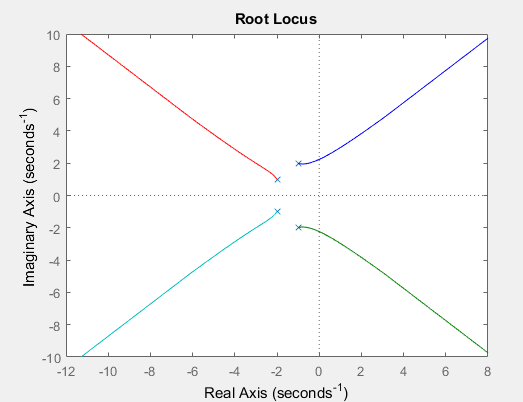 Root Locus
10
8
6
4
2
0
-2
-4
-6
-8
-10
Imaginary Axis (seconds⁻¹)
-12 -10 -8 -6 -4 -2 0 2 4 6 8
Real Axis (seconds⁻¹)